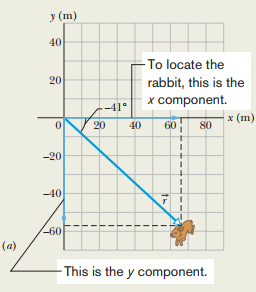 y (m)
40
To locate the
rabbit, this is the
x component.
20
–41°
x (m)
0
20
40
60
80
–20
–40
r⃗
–60
(a)
This is the y component.